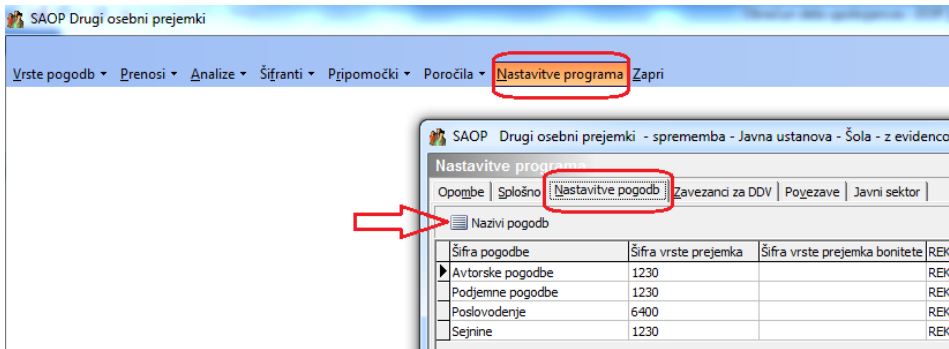 SAOP Drugi osebni prejemki
Vrste pogodb Prenosi Analize Šifranti Pripomočki Poročila Nastavitve programa Zapri
SAOP Drugi osebni prejemki - sprememba - Javna ustanova - Šola - z evidenco
Nastavitve programa
Opombe Splošno Nastavitve pogodb Zavezanci za DDV Povezave Javni sektor
Nazivi pogodb
Šifra pogodbe Šifra vrste prejemka Šifra vrste prejemka bonitete REK
Avtorske pogodbe 1230 REK
Podjemne pogodbe 1230 REK
Poslovodenje 6400 REK
Sejnine 1230 REK